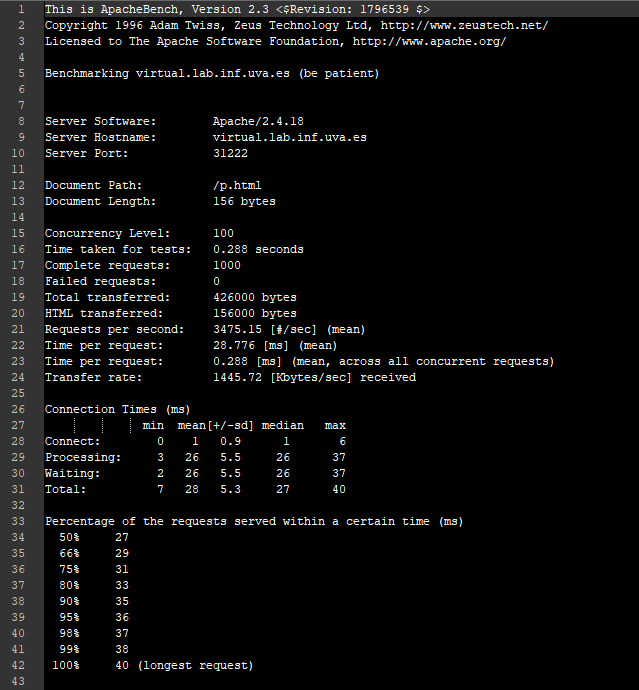 1 This is ApacheBench, Version 2.3 <$Revision: 1796539 $>
2 Copyright 1996 Adam Twiss, Zeus Technology Ltd, http://www.zeustech.net/
3 Licensed to The Apache Software Foundation, http://www.apache.org/
4
5 Benchmarking virtual.lab.inf.uva.es (be patient)
6
7
8 Server Software:        Apache/2.4.18
9 Server Hostname:        virtual.lab.inf.uva.es
10 Server Port:            31222
11
12 Document Path:          /p.html
13 Document Length:        156 bytes
14
15 Concurrency Level:      100
16 Time taken for tests:   0.288 seconds
17 Complete requests:      1000
18 Failed requests:        0
19 Total transferred:      426000 bytes
20 HTML transferred:       156000 bytes
21 Requests per second:    3475.15 [#/sec] (mean)
22 Time per request:       28.776 [ms] (mean)
23 Time per request:       0.288 [ms] (mean, across all concurrent requests)
24 Transfer rate:          1445.72 [Kbytes/sec] received
25
26 Connection Times (ms)
27               min  mean[+/-sd] median   max
28 Connect:        0    1   0.9      1       6
29 Processing:     3   26   5.5     26      37
30 Waiting:        2   26   5.5     26      37
31 Total:          7   28   5.3     27      40
32
33 Percentage of the requests served within a certain time (ms)
34   50%     27
35   66%     29
36   75%     31
37   80%     33
38   90%     35
39   95%     36
40   98%     37
41   99%     38
42  100%     40 (longest request)
43